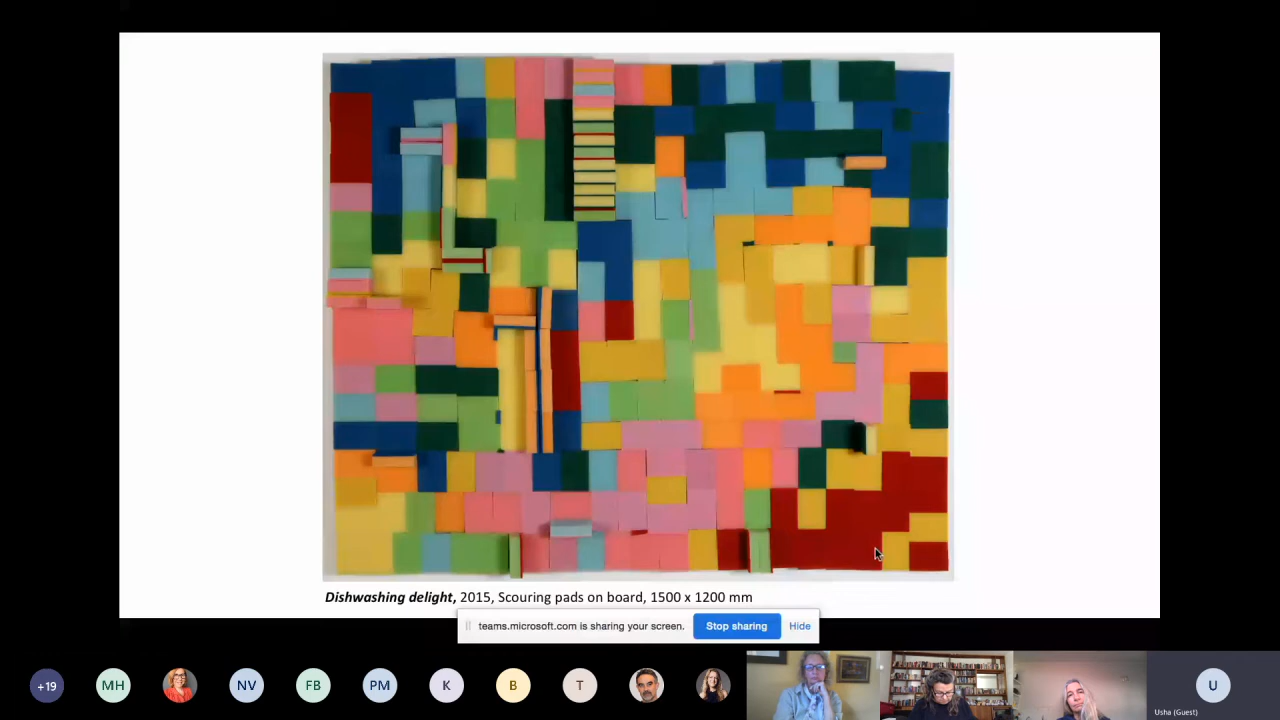 Dishwashing delight, 2015, Scouring pads on board, 1500 x 1200 mm
teams.microsoft.com is sharing your screen.
Stop sharing
Hide
+19
MH
NV
FB
PM
K
B
T
U
Usha (Guest)